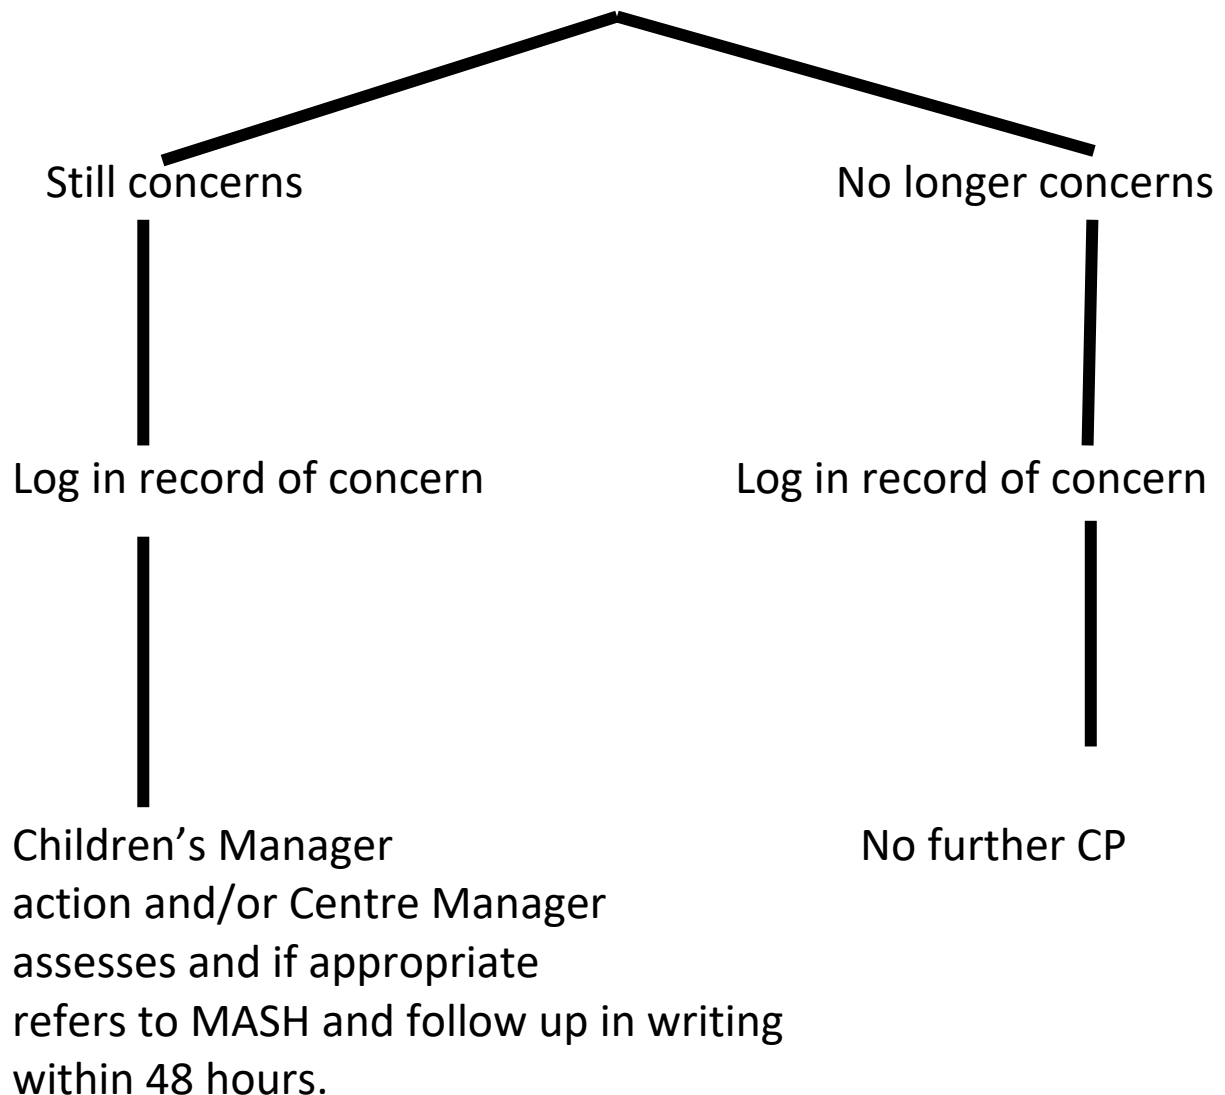 Still concerns
No longer concerns
Log in record of concern
Log in record of concern
Children’s Manager
No further CP
action and/or Centre Manager
assesses and if appropriate
refers to MASH and follow up in writing
within 48 hours.